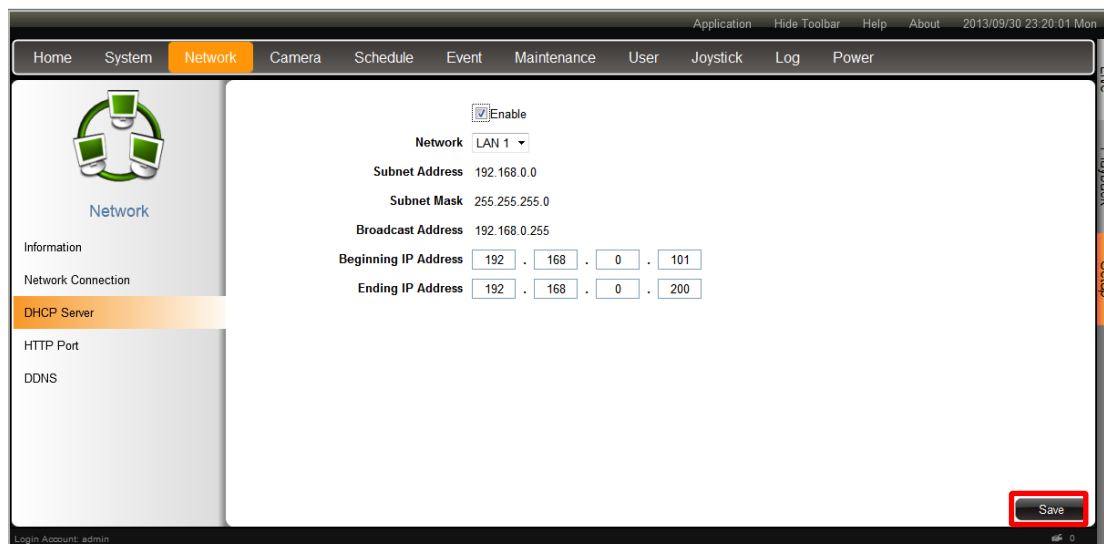 Application Hide Toolbar Help About 2013/09/30 23:20:01 Mon
Home System Network Camera Schedule Event Maintenance User Joystick Log Power
Enable
Network LAN 1
Subnet Address 192.168.0.0
Subnet Mask 255.255.255.0
Broadcast Address 192.168.0.255
Beginning IP Address 192 . 168 . 0 . 101
Ending IP Address 192 . 168 . 0 . 200
Network
Information
Network Connection
DHCP Server
HTTP Port
DDNS
Save
Login Account: admin
0